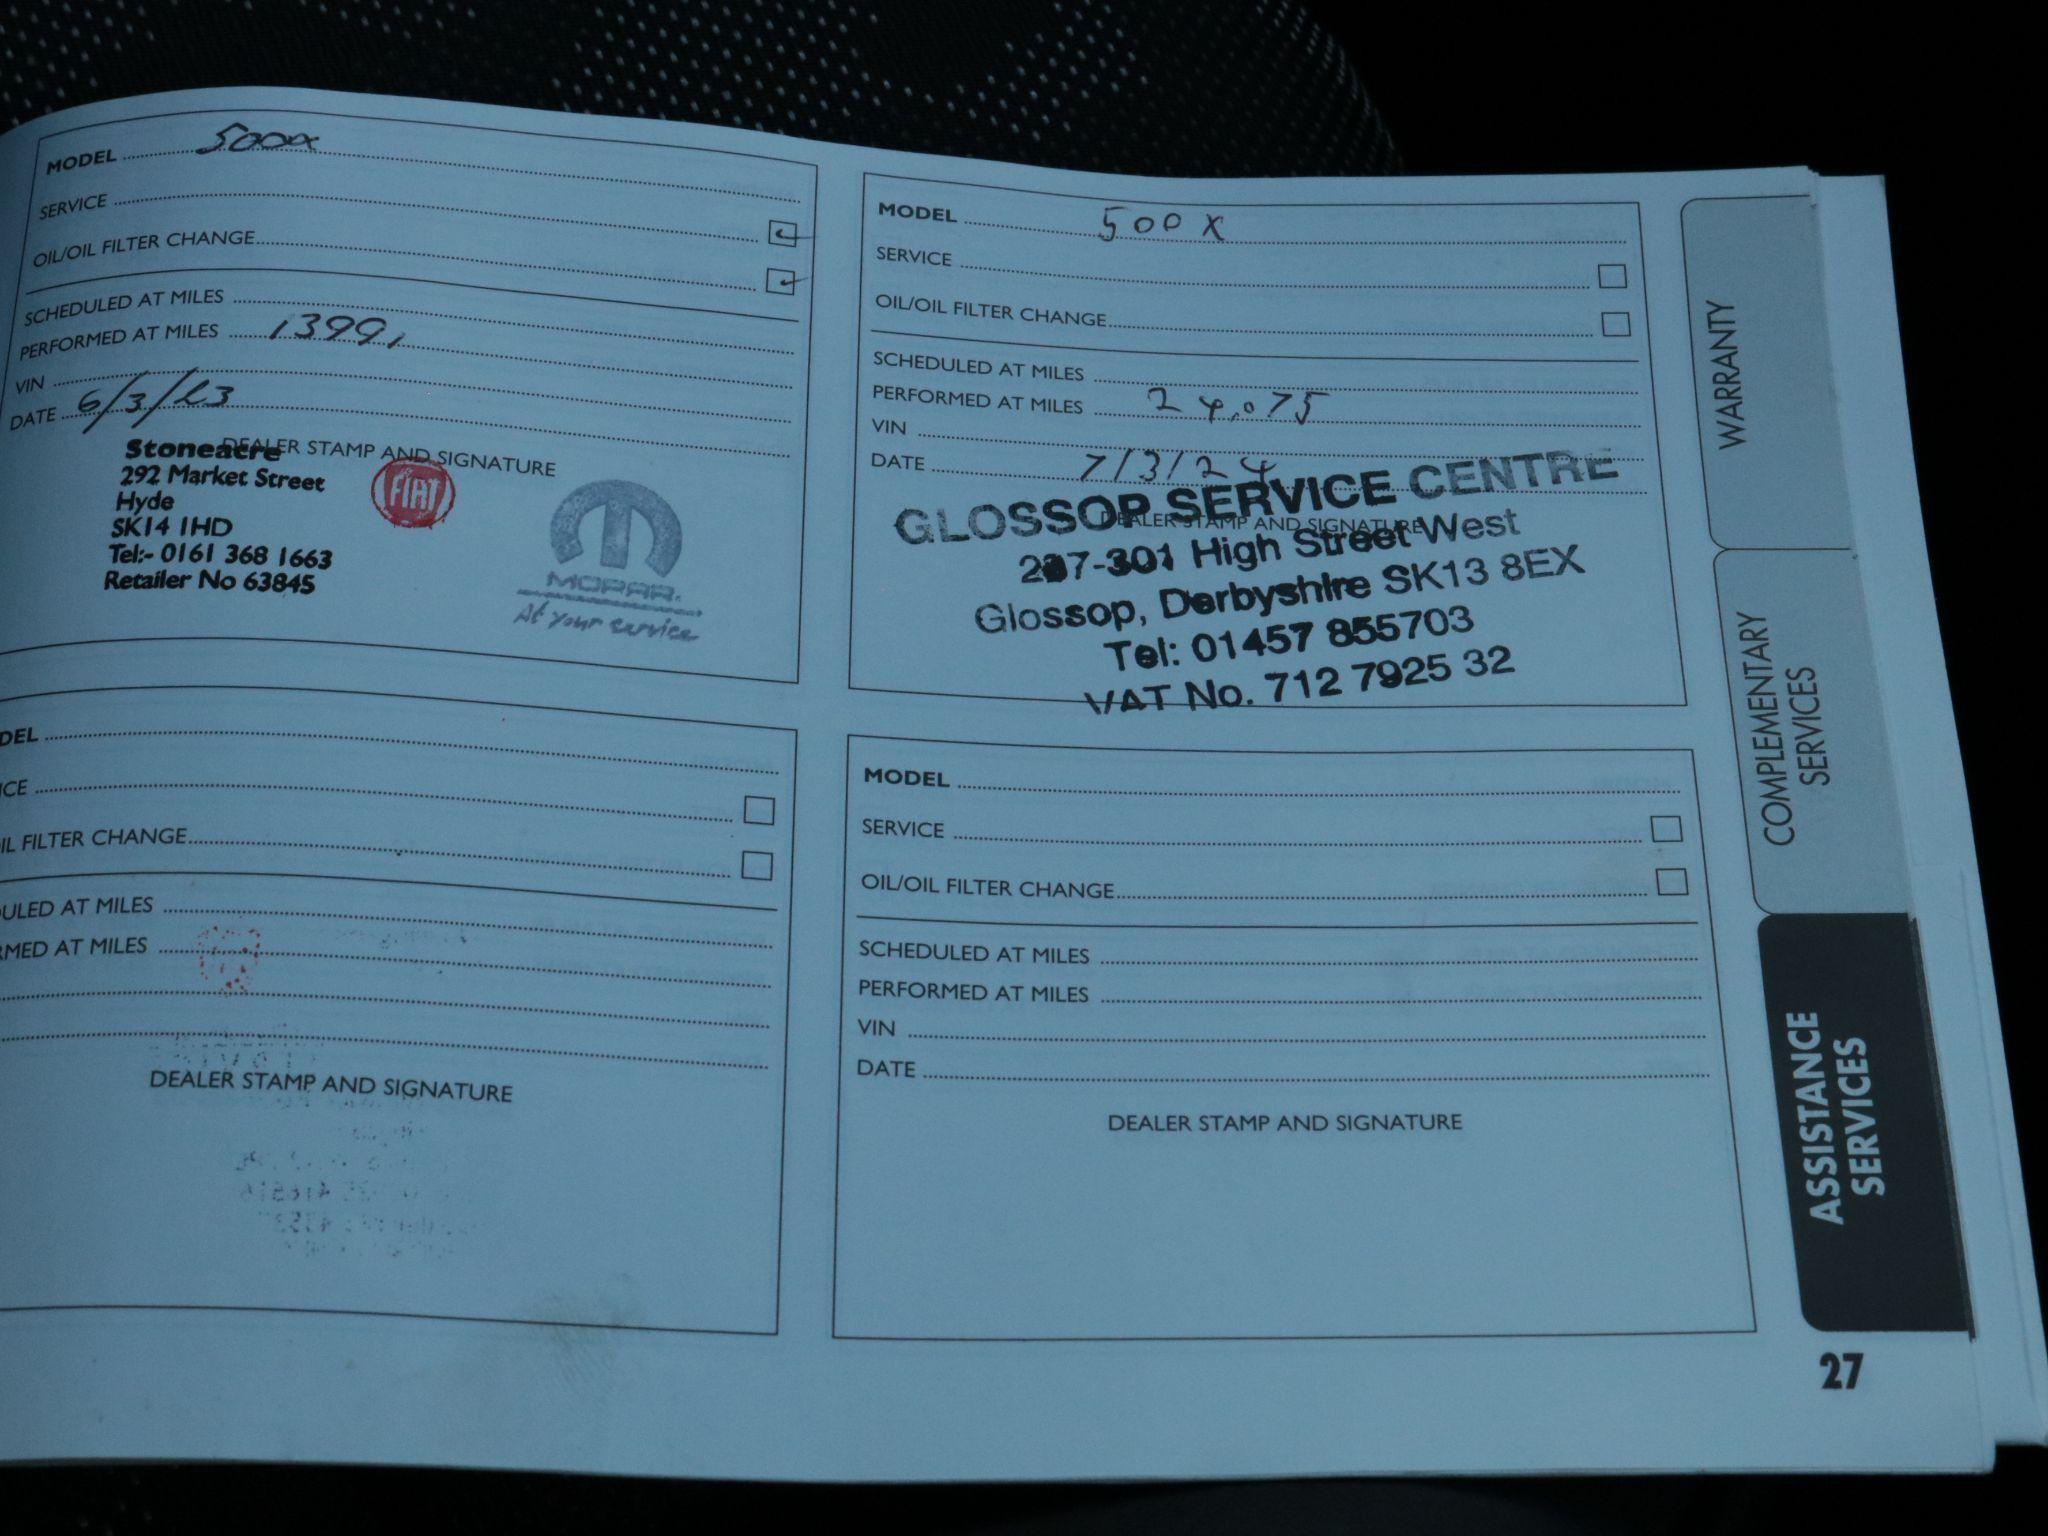 MODEL 500X
SERVICE
OIL/OIL FILTER CHANGE
SCHEDULED AT MILES
PERFORMED AT MILES 13991
VIN
DATE 6/3/23
DEALER STAMP AND SIGNATURE
Stoneacre
292 Market Street
Hyde
SK14 1HD
Tel:- 0161 368 1663
Retailer No 63845
FIAT
MOPAR.
At your service
MODEL 500X
SERVICE
OIL/OIL FILTER CHANGE
SCHEDULED AT MILES
PERFORMED AT MILES 24,075
VIN
DATE 7/3/24
DEALER STAMP AND SIGNATURE
GLOSSOP SERVICE CENTRE
-301 High Street West
Glossop, Derbyshire SK13 8EX
Tel: 01457 855703
VAT No. 712 7925 32
DEL
ICE
IL FILTER CHANGE
ULED AT MILES
RMED AT MILES
DEALER STAMP AND SIGNATURE
MODEL
SERVICE
OIL/OIL FILTER CHANGE
SCHEDULED AT MILES
PERFORMED AT MILES
VIN
DATE
DEALER STAMP AND SIGNATURE
WARRANTY
COMPLEMENTARY
SERVICES
ASSISTANCE
SERVICES
27